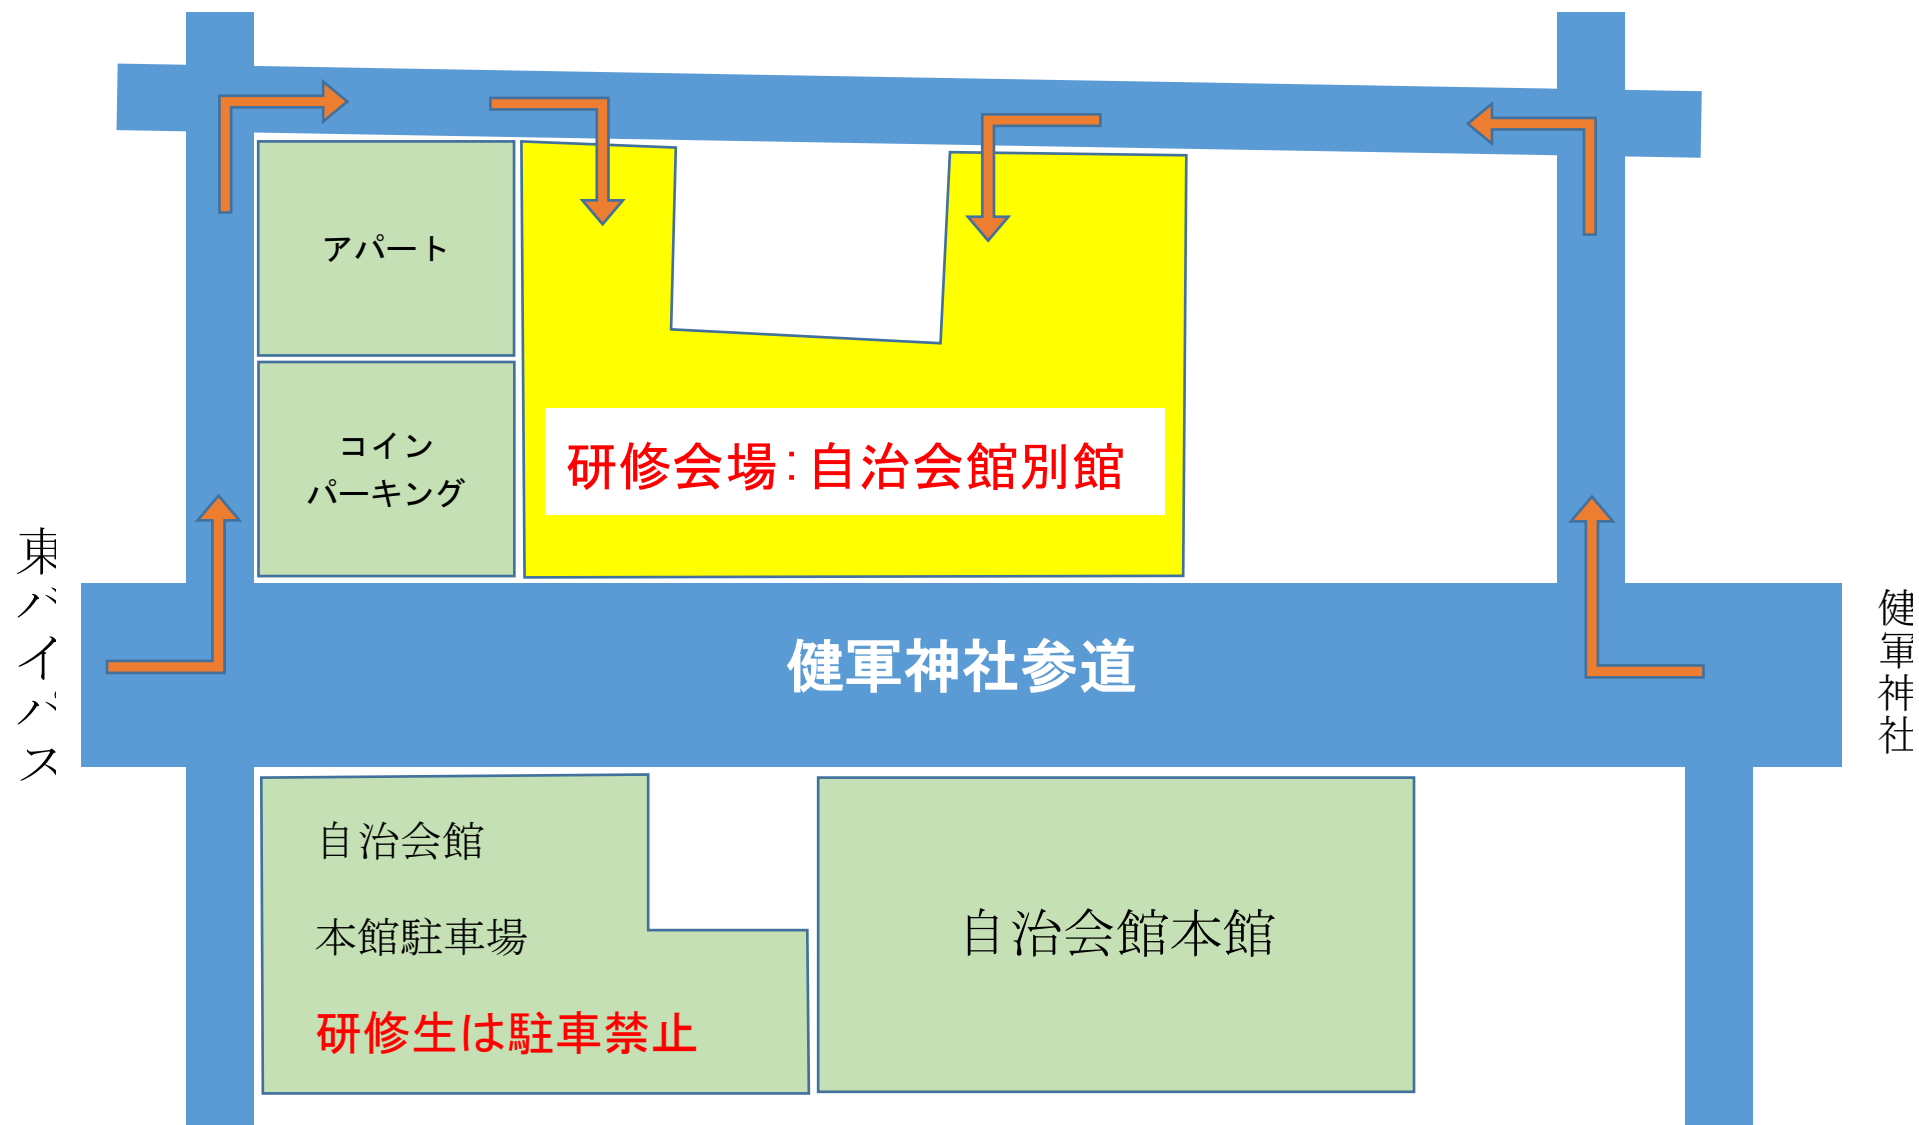 アパート
コイン
パーキング
研修会場:自治会館別館
東バイパス
健軍神社参道
健軍神社
自治会館
本館駐車場
研修生は駐車禁止
自治会館本館